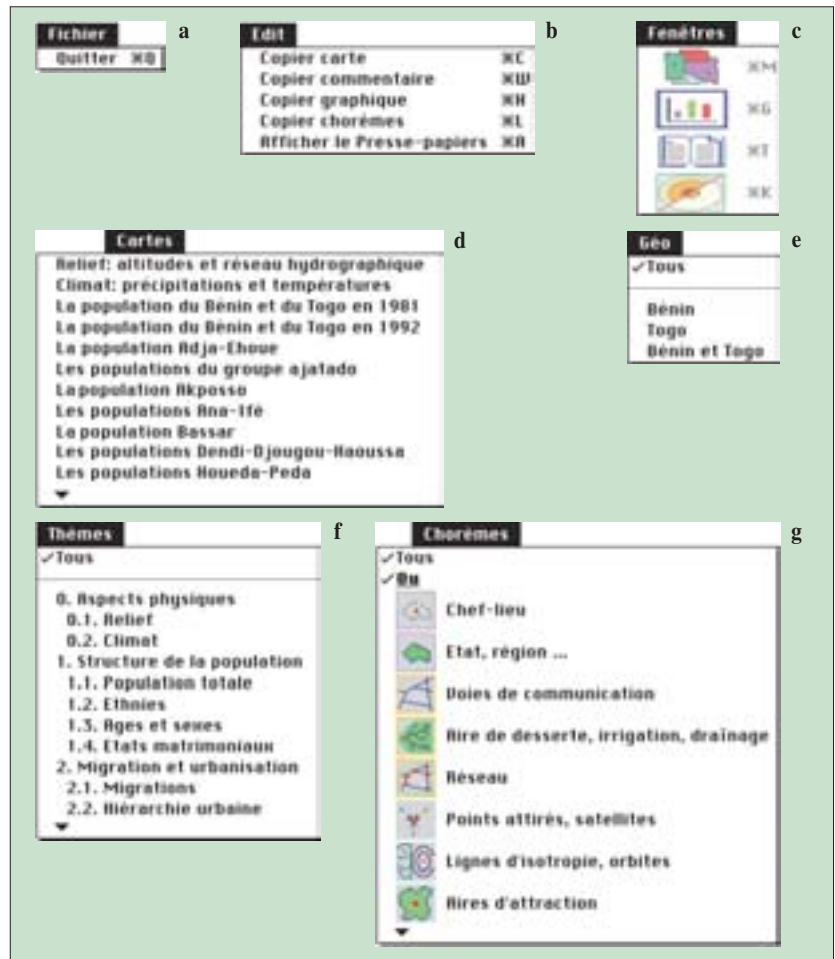 Fichier
a
Quitter ⌘Q
Edit
b
Copier carte ⌘C
Copier commentaire ⌘W
Copier graphique ⌘H
Copier chorèmes ⌘L
Afficher le Presse-papiers ⌘A
Fenêtres
c
⌘M
⌘G
⌘T
⌘K
Cartes
d
Relief: altitudes et réseau hydrographique
Climat: précipitations et températures
La population du Bénin et du Togo en 1981
La population du Bénin et du Togo en 1992
La population Adja-Ehoue
Les populations du groupe ajatado
La population Akposso
Les populations Ana-Ifé
La population Bassar
Les populations Dendi-Djougou-Haoussa
Les populations Houeda-Peda
Géo
e
✓Tous
Bénin
Togo
Bénin et Togo
Thèmes
f
✓Tous
0. Aspects physiques
0.1. Relief
0.2. Climat
1. Structure de la population
1.1. Population totale
1.2. Ethnies
1.3. Ages et sexes
1.4. Etats matrimoniaux
2. Migration et urbanisation
2.1. Migrations
2.2. Hiérarchie urbaine
Chorèmes
g
✓Tous
✓Ou
Chef-lieu
Etat, région ...
Voies de communication
Aire de desserte, irrigation, draînage
Réseau
Points attirés, satellites
Lignes d'isotropie, orbites
Aires d'attraction